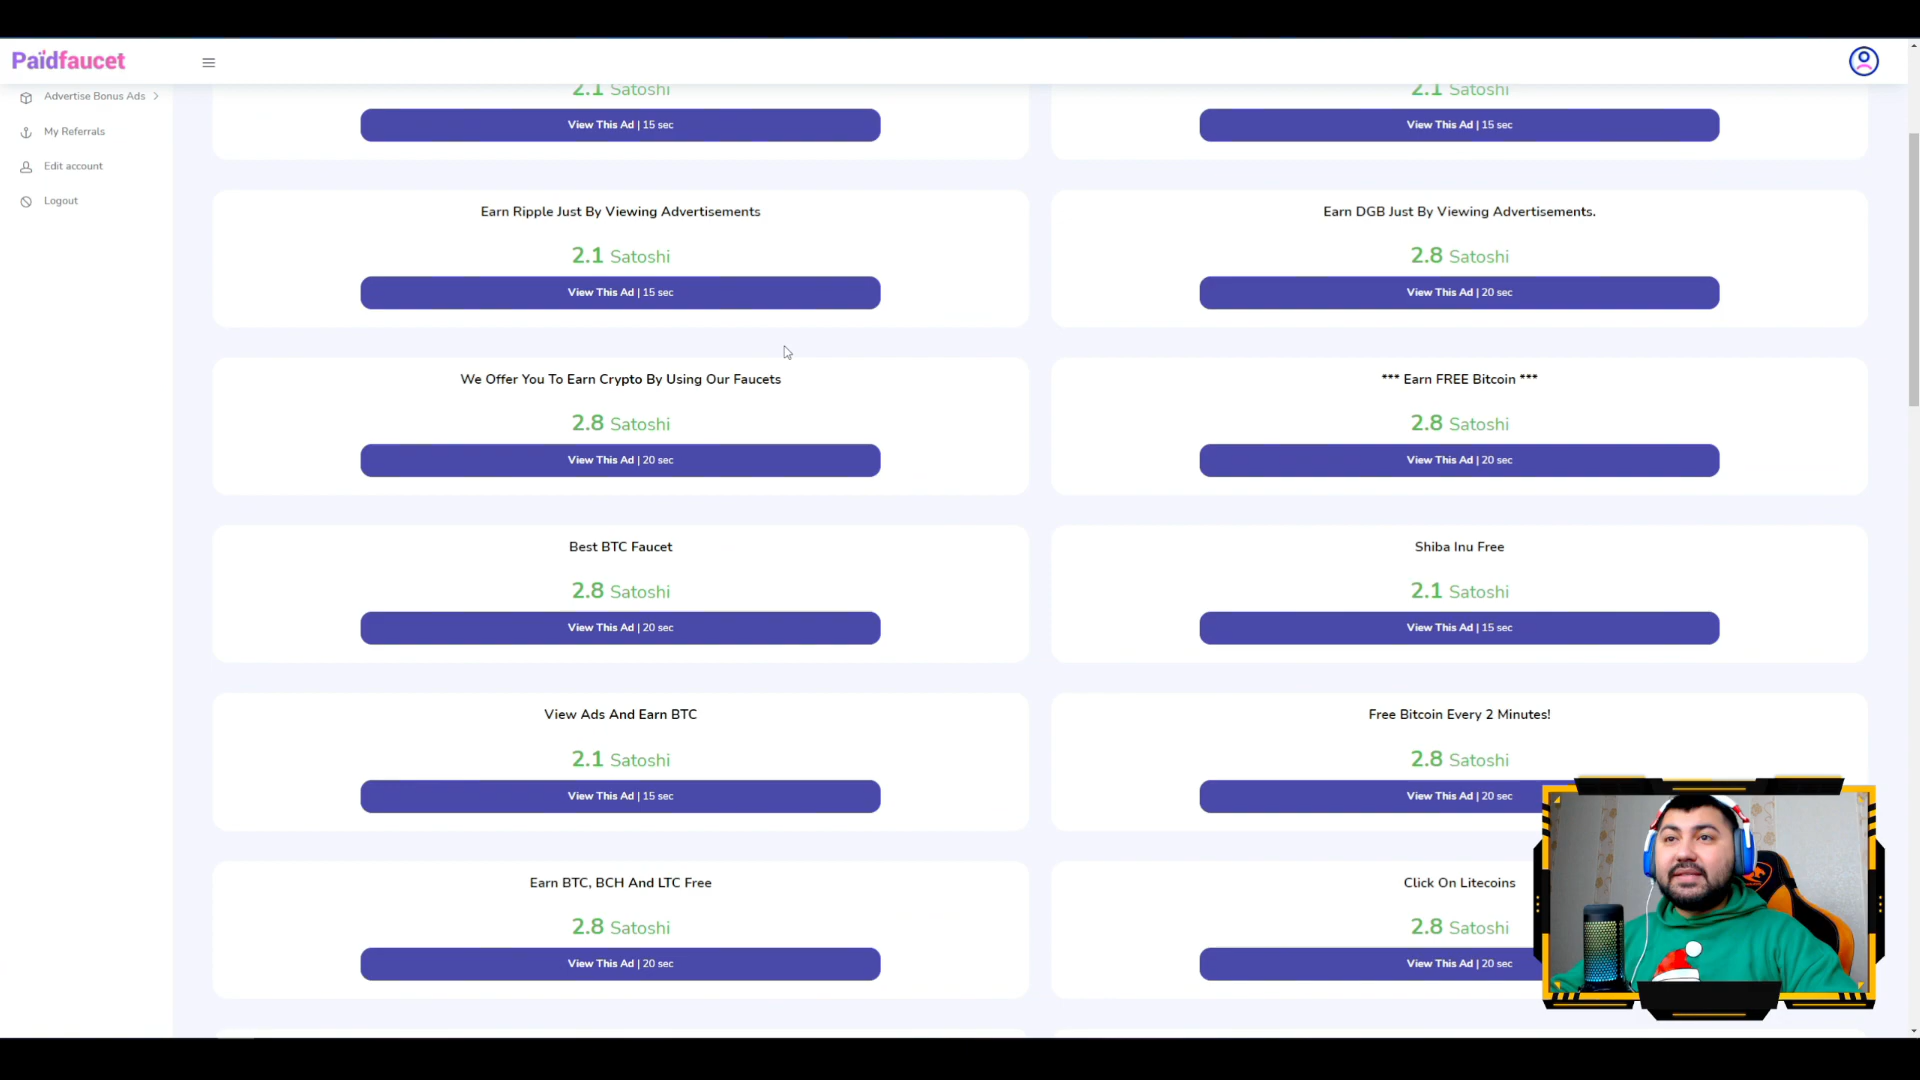 Paidfaucet
Advertise Bonus Ads
My Referrals
Edit account
Logout
2.1 Satoshi
View This Ad | 15 sec
2.1 Satoshi
View This Ad | 15 sec
Earn Ripple Just By Viewing Advertisements
2.1 Satoshi
View This Ad | 15 sec
Earn DGB Just By Viewing Advertisements.
2.8 Satoshi
View This Ad | 20 sec
We Offer You To Earn Crypto By Using Our Faucets
2.8 Satoshi
View This Ad | 20 sec
*** Earn FREE Bitcoin ***
2.8 Satoshi
View This Ad | 20 sec
Best BTC Faucet
2.8 Satoshi
View This Ad | 20 sec
Shiba Inu Free
2.1 Satoshi
View This Ad | 15 sec
View Ads And Earn BTC
2.1 Satoshi
View This Ad | 15 sec
Free Bitcoin Every 2 Minutes!
2.8 Satoshi
View This Ad | 20 sec
Earn BTC, BCH And LTC Free
2.8 Satoshi
View This Ad | 20 sec
Click On Litecoins
2.8 Satoshi
View This Ad | 20 sec